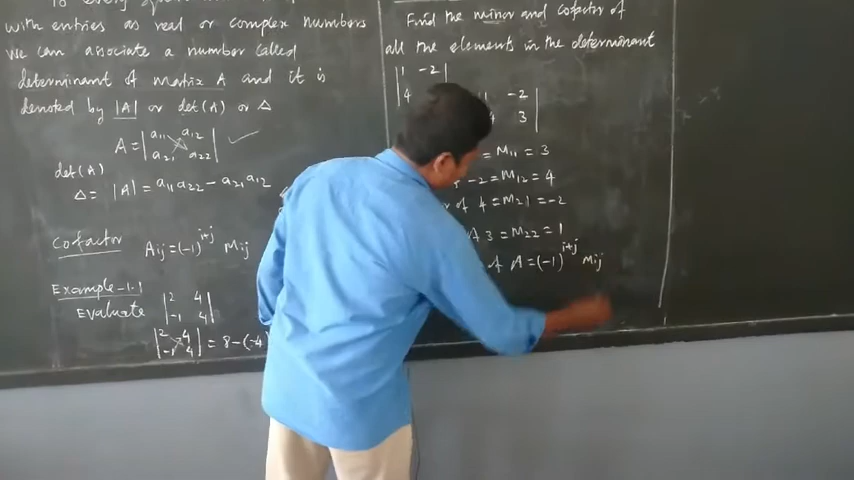 To every
with entries as real or complex numbers
we can associate a number called
determinant of matrix A and it is
denoted by |A| or det(A) or Δ
A = |a11 a12|
|a21 a22|
det(A)
Δ = |A| = a11 a22 - a21 a12
Cofactor Aij = (-1)^i+j Mij
Example-1.1
Evaluate |2 4|
|-1 4|
|2 4|
|-1 4| = 8-(-4)
Find the minor and cofactor of
all the elements in the determinant
|1 -2|
|4
1 -2|
4 3|
= M11 = 3
-2 = M12 = 4
of 4 = M21 = -2
3 = M22 = 1
of A = (-1)^i+j Mij